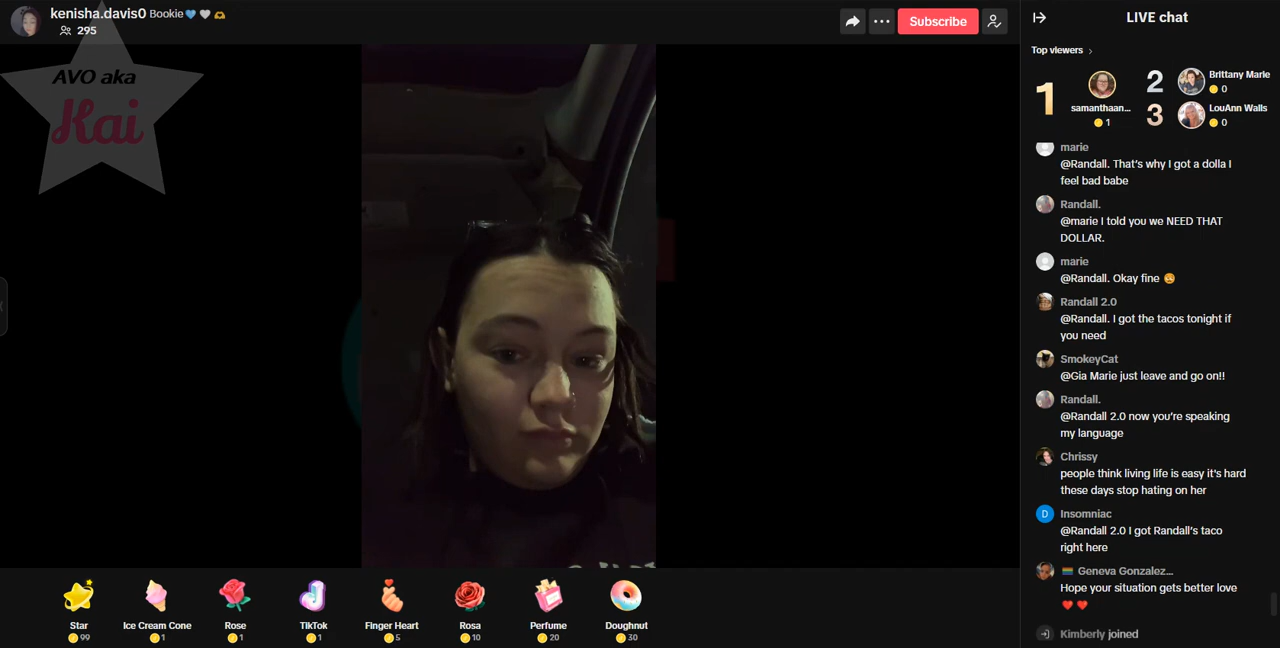 kenisha.davis0 Bookie💙🤍🫶
295
Subscribe
AVO aka
Kai
LIVE chat
Top viewers
1
samthaan...
1
2
Brittany Marie
0
3
LouAnn Walls
0
marie
@Randall. That's why I got a dolla I
feel bad babe
Randall.
@marie I told you we NEED THAT
DOLLAR.
marie
@Randall. Okay fine 😩
Randall 2.0
@Randall. I got the tacos tonight if
you need
SmokeyCat
@Gia Marie just leave and go on!!
Randall.
@Randall 2.0 now you're speaking
my language
Chrissy
people think living life is easy it's hard
these days stop hating on her
D
Insomniac
@Randall 2.0 I got Randall's taco
right here
Geneva Gonzalez...
Hope your situation gets better love
❤️❤️
Kimberly joined
Star
99
Ice Cream Cone
1
Rose
1
TikTok
1
Finger Heart
5
Rosa
10
Perfume
20
Doughnut
30